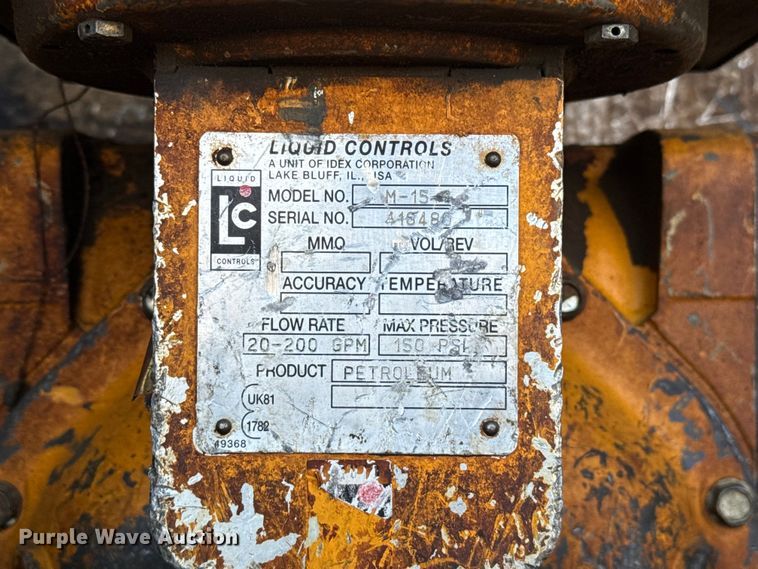 LIQUID CONTROLS
A UNIT OF IDEX CORPORATION
LAKE BLUFF, IL., USA
LIQUID
LC
CONTROLS
MODEL NO. M-15-
SERIAL NO.
MMQ VOL/REV
ACCURACY TEMPERATURE
FLOW RATE MAX PRESSURE
20-200 GPM 150 PSI
PRODUCT PETROLEUM
UK81
1782
49368
Purple Wave Auction